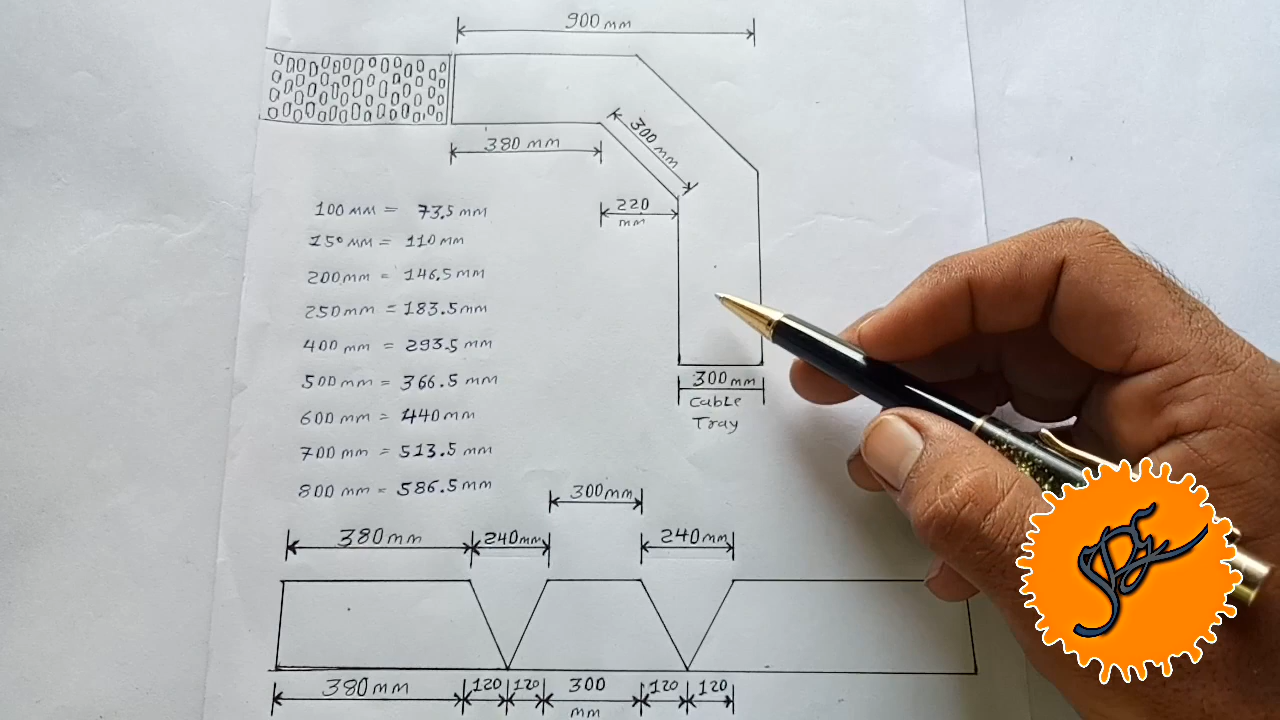 900 mm
380 mm
300 mm
220
mm
100 mm = 73.5 mm
150 mm = 110 mm
200 mm = 146.5 mm
250 mm = 183.5 mm
400 mm = 293.5 mm
500 mm = 366.5 mm
600 mm = 440 mm
700 mm = 513.5 mm
800 mm = 586.5 mm
300 mm
Cable
Tray
300 mm
380 mm
240 mm
240 mm
380 mm
120
120
300
mm
120
120